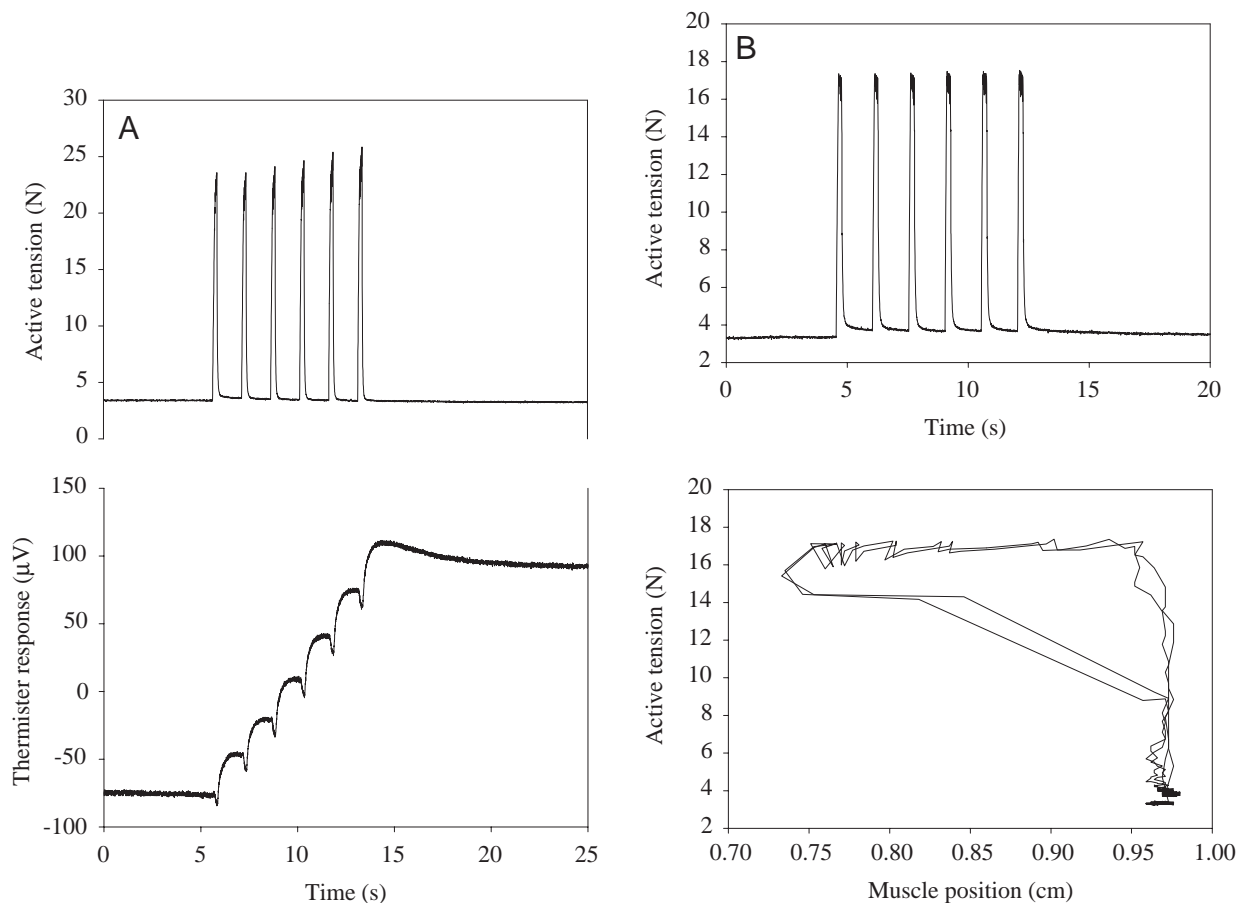 A
30
25
20
15
10
5
0
Active tension (N)
150
100
50
0
-50
-100
Thermister response (μV)
0 5 10 15 20 25
Time (s)
B
20
18
16
14
12
10
8
6
4
2
Active tension (N)
0 5 10 15 20
Time (s)
20
18
16
14
12
10
8
6
4
2
Active tension (N)
0.70 0.75 0.80 0.85 0.90 0.95 1.00
Muscle position (cm)